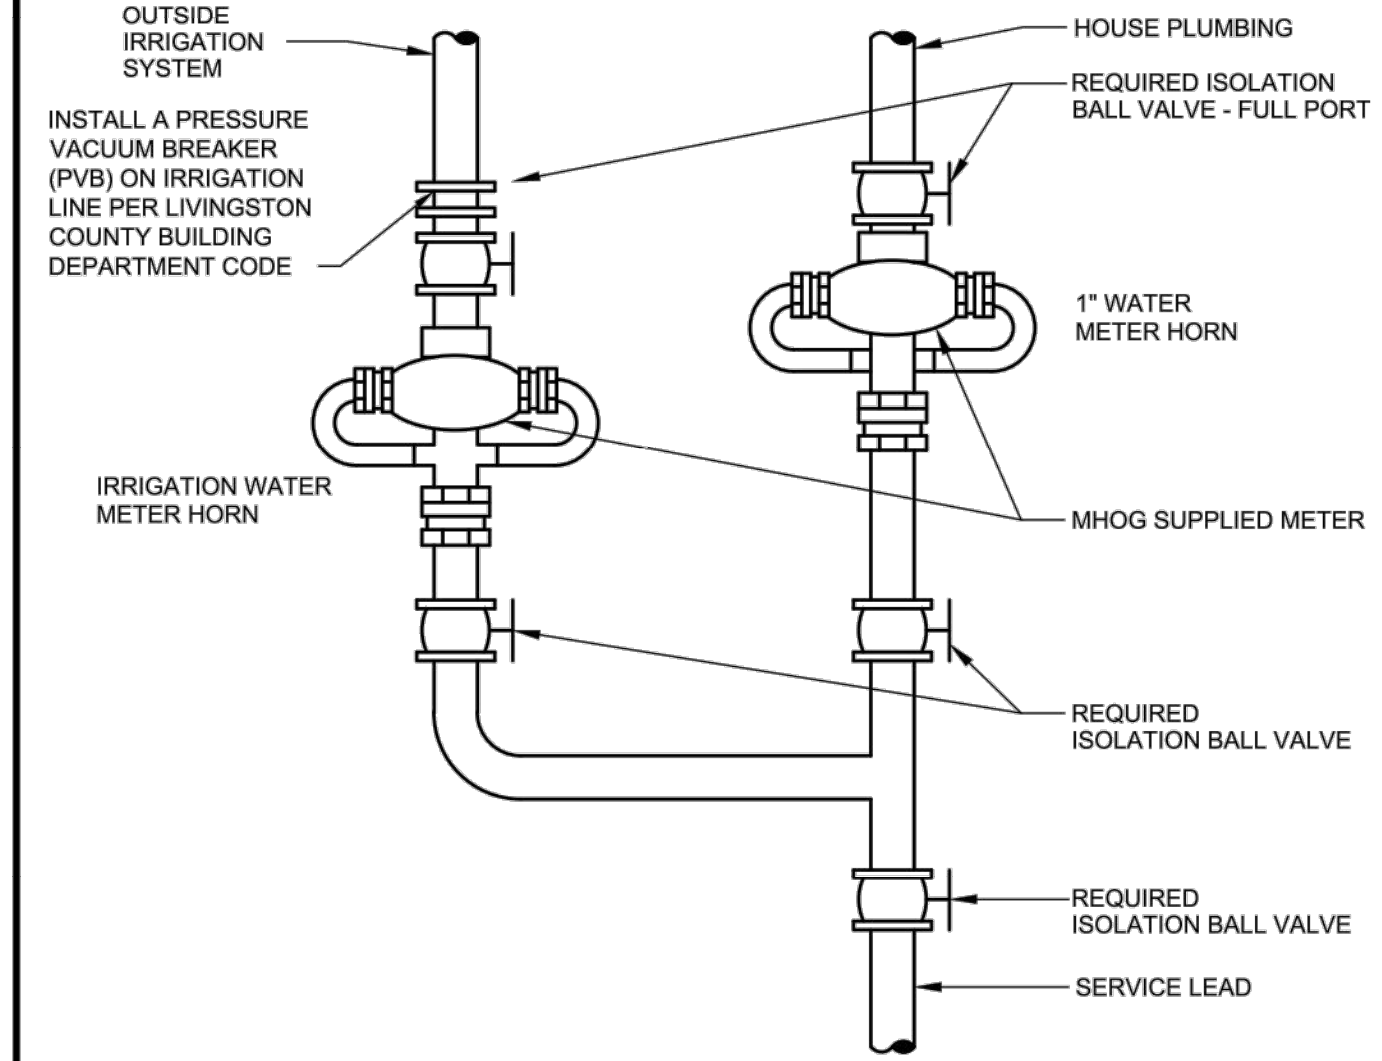 OUTSIDE
IRRIGATION
SYSTEM
INSTALL A PRESSURE
VACUUM BREAKER
(PVB) ON IRRIGATION
LINE PER LIVINGSTON
COUNTY BUILDING
DEPARTMENT CODE
IRRIGATION WATER
METER HORN
HOUSE PLUMBING
REQUIRED ISOLATION
BALL VALVE - FULL PORT
1" WATER
METER HORN
MHOG SUPPLIED METER
REQUIRED
ISOLATION BALL VALVE
REQUIRED
ISOLATION BALL VALVE
SERVICE LEAD